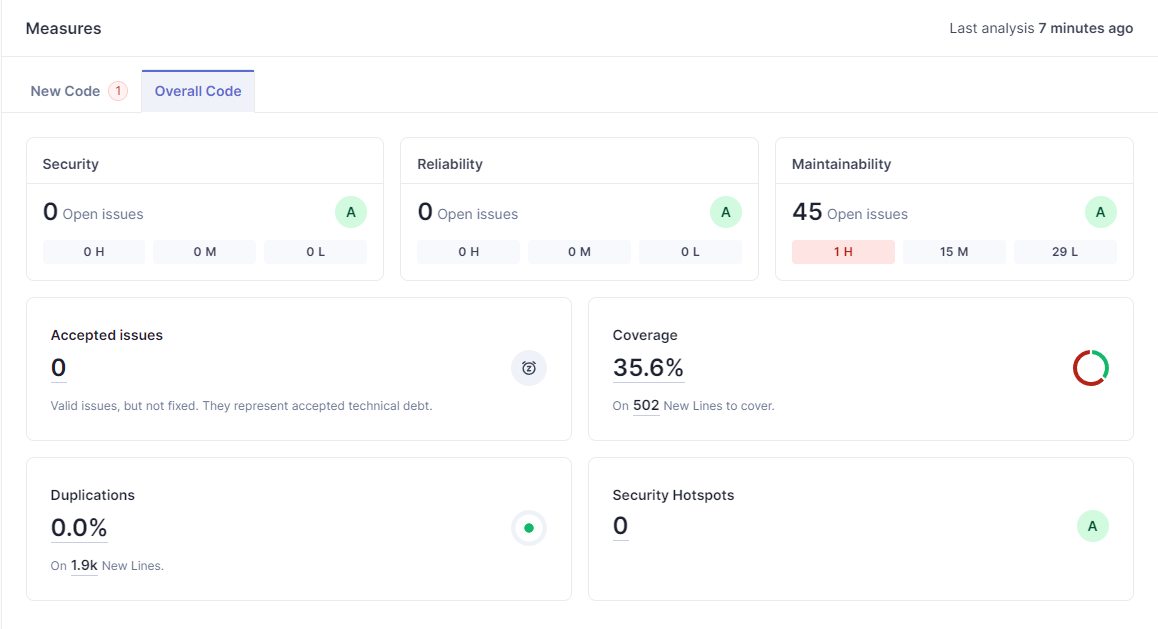 Measures
Last analysis 7 minutes ago
New Code 1
Overall Code
Security
0 Open issues
A
0 H
0 M
0 L
Reliability
0 Open issues
A
0 H
0 M
0 L
Maintainability
45 Open issues
A
1 H
15 M
29 L
Accepted issues
0
z
Valid issues, but not fixed. They represent accepted technical debt.
Coverage
35.6%
On 502 New Lines to cover.
Duplications
0.0%
On 1.9k New Lines.
Security Hotspots
0
A